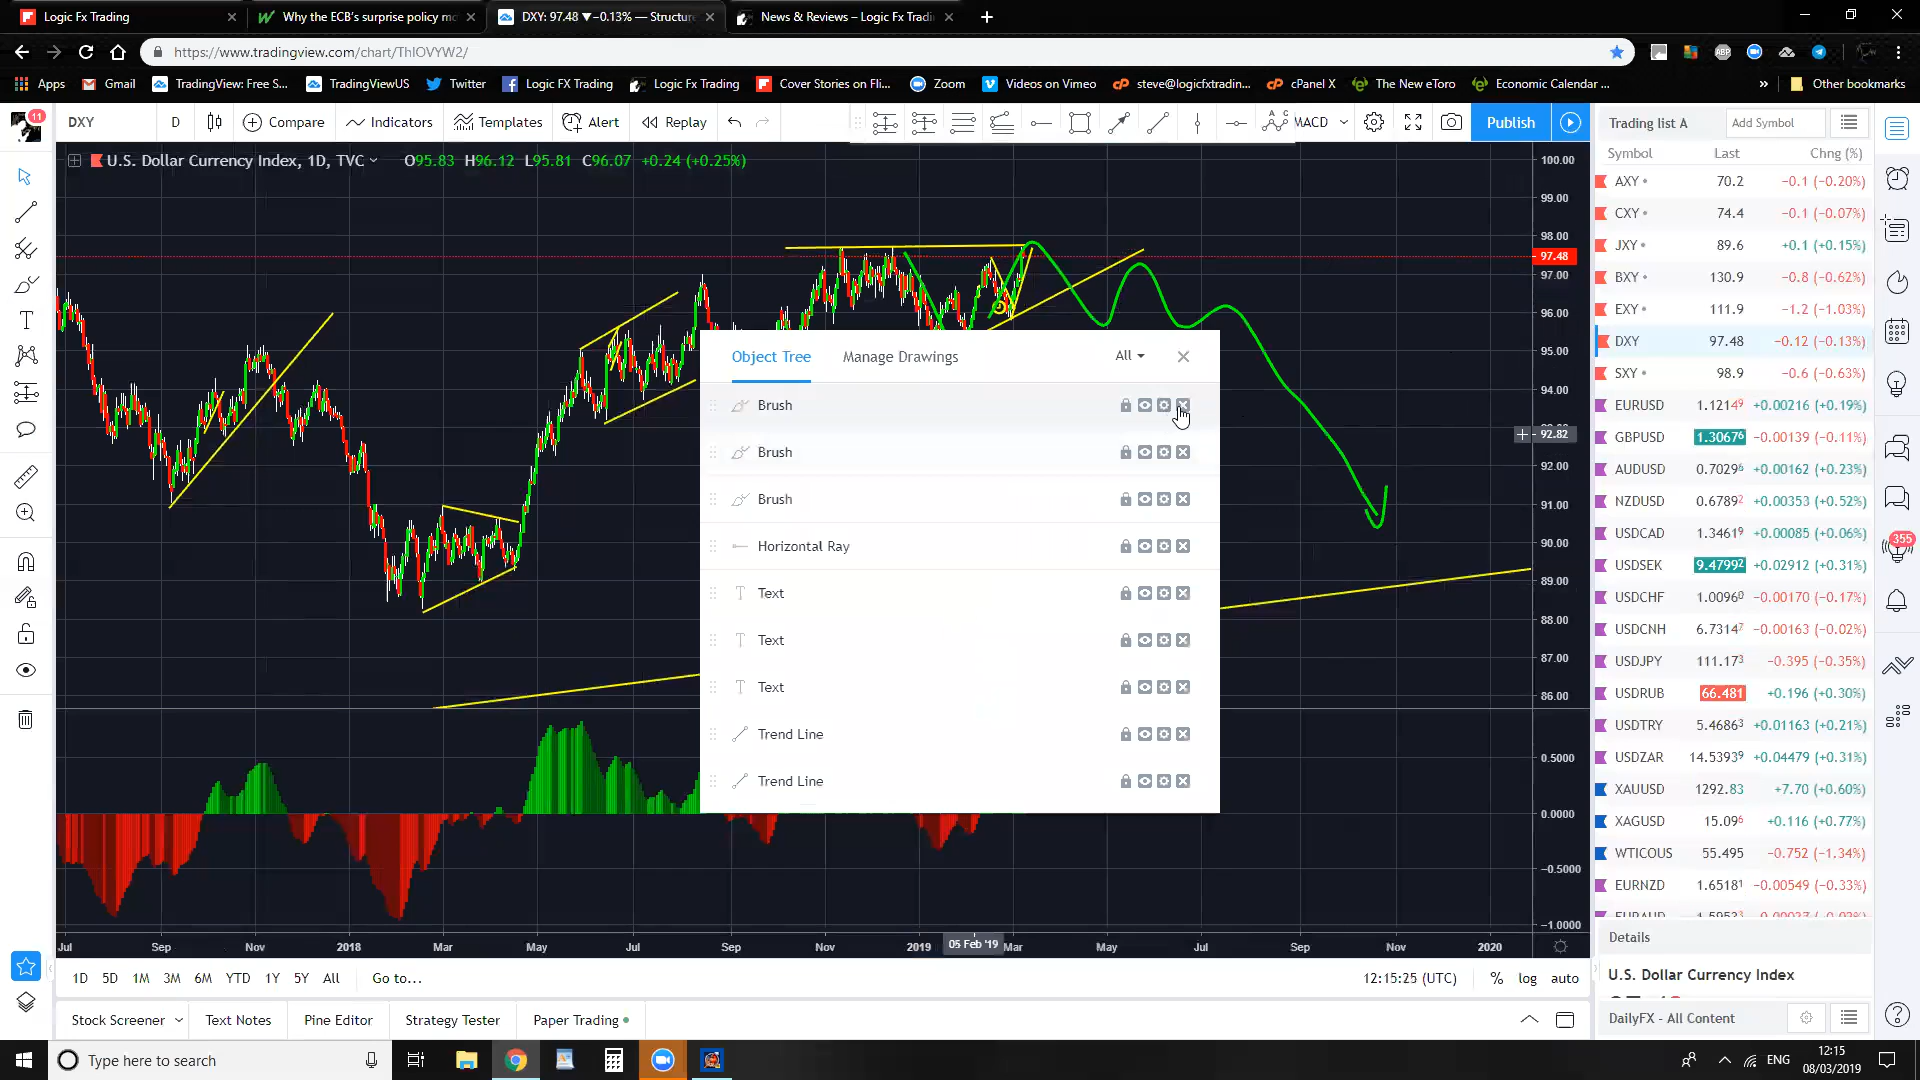 Logic Fx Trading
Why the ECB's surprise policy mo
DXY: 97.48 ▼−0.13% — Structure
News & Reviews – Logic Fx Tradi
https://www.tradingview.com/chart/ThIOVYW2/
Apps
Gmail
TradingView: Free S...
TradingViewUS
Twitter
Logic FX Trading
Logic Fx Trading
Cover Stories on Fli...
Zoom
Videos on Vimeo
steve@logicfxtradin...
cPanel X
The New eToro
Economic Calendar ...
»
Other bookmarks
11
DXY
D
Compare
Indicators
Templates
Alert
Replay
MACD
Publish
Trading list A
Add Symbol
U.S. Dollar Currency Index, 1D, TVC
O95.83 H96.12 L95.81 C96.07 +0.24 (+0.25%)
Symbol Last Chng (%)
AXY 70.2 −0.1 (−0.20%)
CXY 74.4 −0.1 (−0.07%)
JXY 89.6 +0.1 (+0.15%)
BXY 130.9 −0.8 (−0.62%)
EXY 111.9 −1.2 (−1.03%)
DXY 97.48 −0.12 (−0.13%)
SXY 98.9 −0.6 (−0.63%)
EURUSD 1.12149 +0.00216 (+0.19%)
GBPUSD 1.30676 −0.00139 (−0.11%)
AUDUSD 0.70296 +0.00162 (+0.23%)
NZDUSD 0.67892 +0.00353 (+0.52%)
USDCAD 1.34619 +0.00085 (+0.06%)
USDSEK 9.47992 +0.02912 (+0.31%)
USDCHF 1.00960 −0.00170 (−0.17%)
USDCNH 6.73147 −0.00163 (−0.02%)
USDJPY 111.173 −0.395 (−0.35%)
USDRUB 66.481 +0.196 (+0.30%)
USDTRY 5.46863 +0.01163 (+0.21%)
USDZAR 14.53939 +0.04479 (+0.31%)
XAUUSD 1292.83 +7.70 (+0.60%)
XAGUSD 15.096 +0.116 (+0.77%)
WTICOUS 55.495 −0.752 (−1.34%)
EURNZD 1.65181 −0.00549 (−0.33%)
355
100.00
99.00
98.00
97.48
97.00
96.00
95.00
94.00
92.82
92.00
91.00
90.00
89.00
88.00
87.00
86.00
0.5000
0.0000
−0.5000
−1.0000
Object Tree
Manage Drawings
All
Brush
Brush
Brush
Horizontal Ray
Text
Text
Text
Trend Line
Trend Line
Jul Sep Nov 2018 Mar May Jul Sep Nov 2019 05 Feb '19 Mar May Jul Sep Nov 2020
Details
U.S. Dollar Currency Index
1D 5D 1M 3M 6M YTD 1Y 5Y All Go to...
12:15:25 (UTC) % log auto
DailyFX - All Content
Stock Screener
Text Notes
Pine Editor
Strategy Tester
Paper Trading
Type here to search
ENG
12:15
08/03/2019